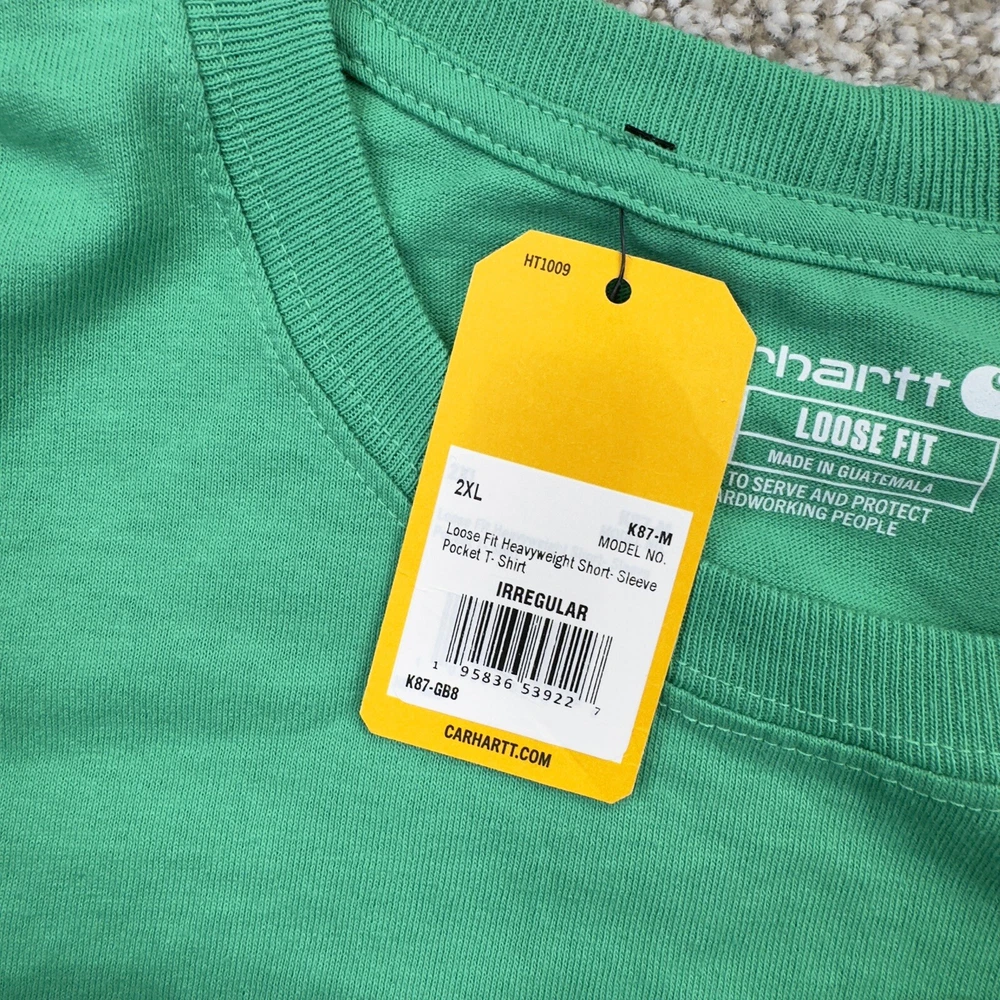 HT1009
rhartt
LOOSE FIT
MADE IN GUATEMALA
TO SERVE AND PROTECT
ARDWORKING PEOPLE
2XL
K87-M
MODEL NO.
Loose Fit Heavyweight Short- Sleeve
Pocket T- Shirt
IRREGULAR
1 95836 53922 7
K87-GB8
CARHARTT.COM